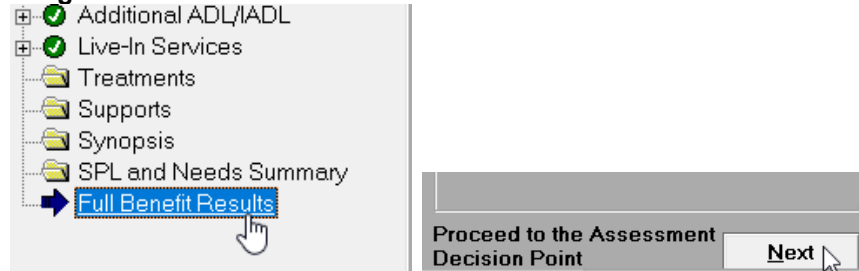 Additional ADL/IADL
Live-In Services
Treatments
Supports
Synopsis
SPL and Needs Summary
Full Benefit Results
Proceed to the Assessment
Decision Point
Next